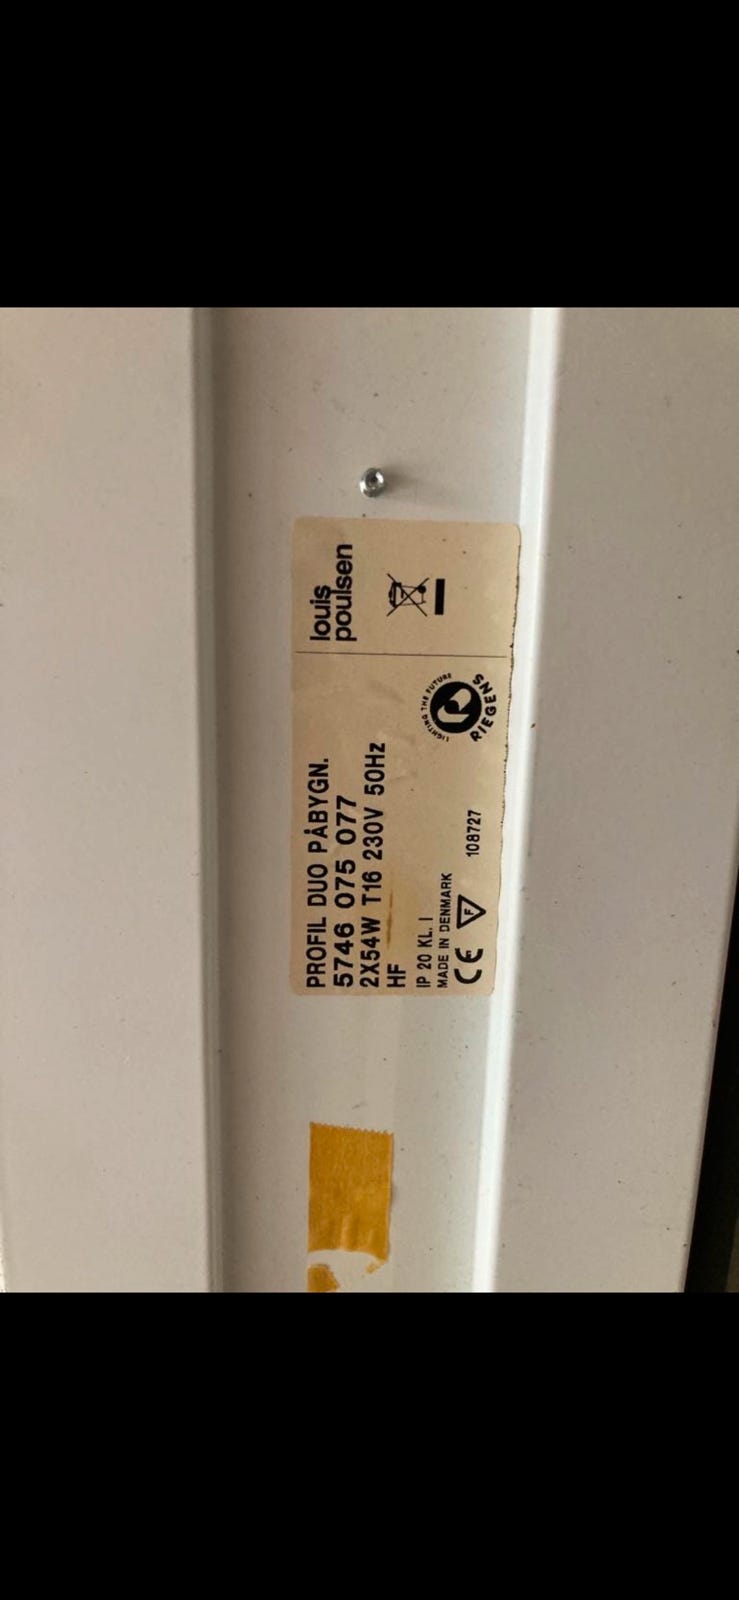 louis
poulsen
PROFIL DUO PÅBYGN.
5746 075 077
2X54W T16 230V 50Hz
HF
IP 20 KL. I
MADE IN DENMARK
CE F 108727
LIGHTING THE FUTURE
RIEGENS